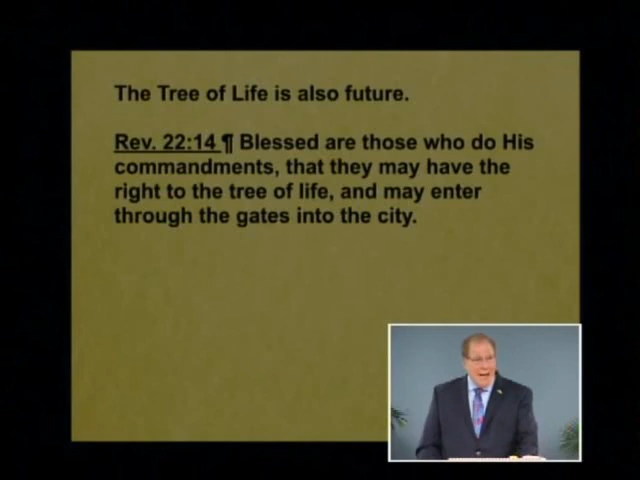 The Tree of Life is also future.
Rev. 22:14 ¶ Blessed are those who do His
commandments, that they may have the
right to the tree of life, and may enter
through the gates into the city.